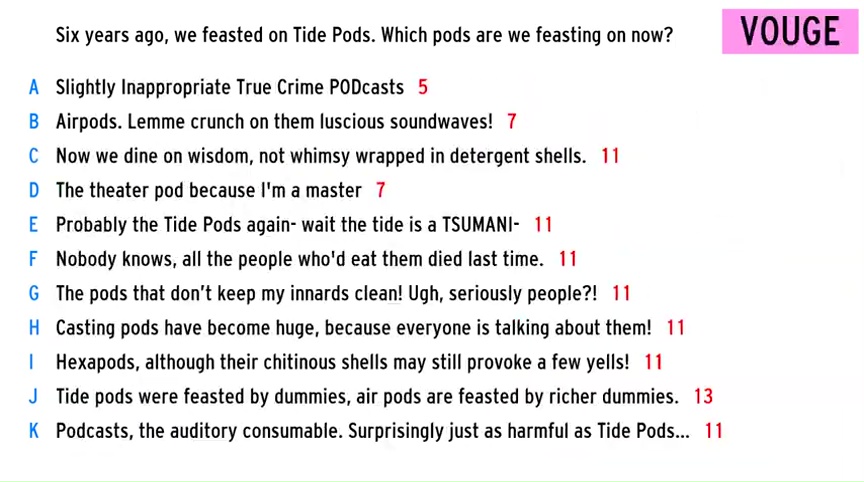 Six years ago, we feasted on Tide Pods. Which pods are we feasting on now?
VOUGE
A Slightly Inappropriate True Crime PODcasts 5
B Airpods. Lemme crunch on them luscious soundwaves! 7
C Now we dine on wisdom, not whimsy wrapped in detergent shells. 11
D The theater pod because I'm a master 7
E Probably the Tide Pods again- wait the tide is a TSUMANI- 11
F Nobody knows, all the people who'd eat them died last time. 11
G The pods that don't keep my innards clean! Ugh, seriously people?! 11
H Casting pods have become huge, because everyone is talking about them! 11
I Hexapods, although their chitinous shells may still provoke a few yells! 11
J Tide pods were feasted by dummies, air pods are feasted by richer dummies. 13
K Podcasts, the auditory consumable. Surprisingly just as harmful as Tide Pods... 11